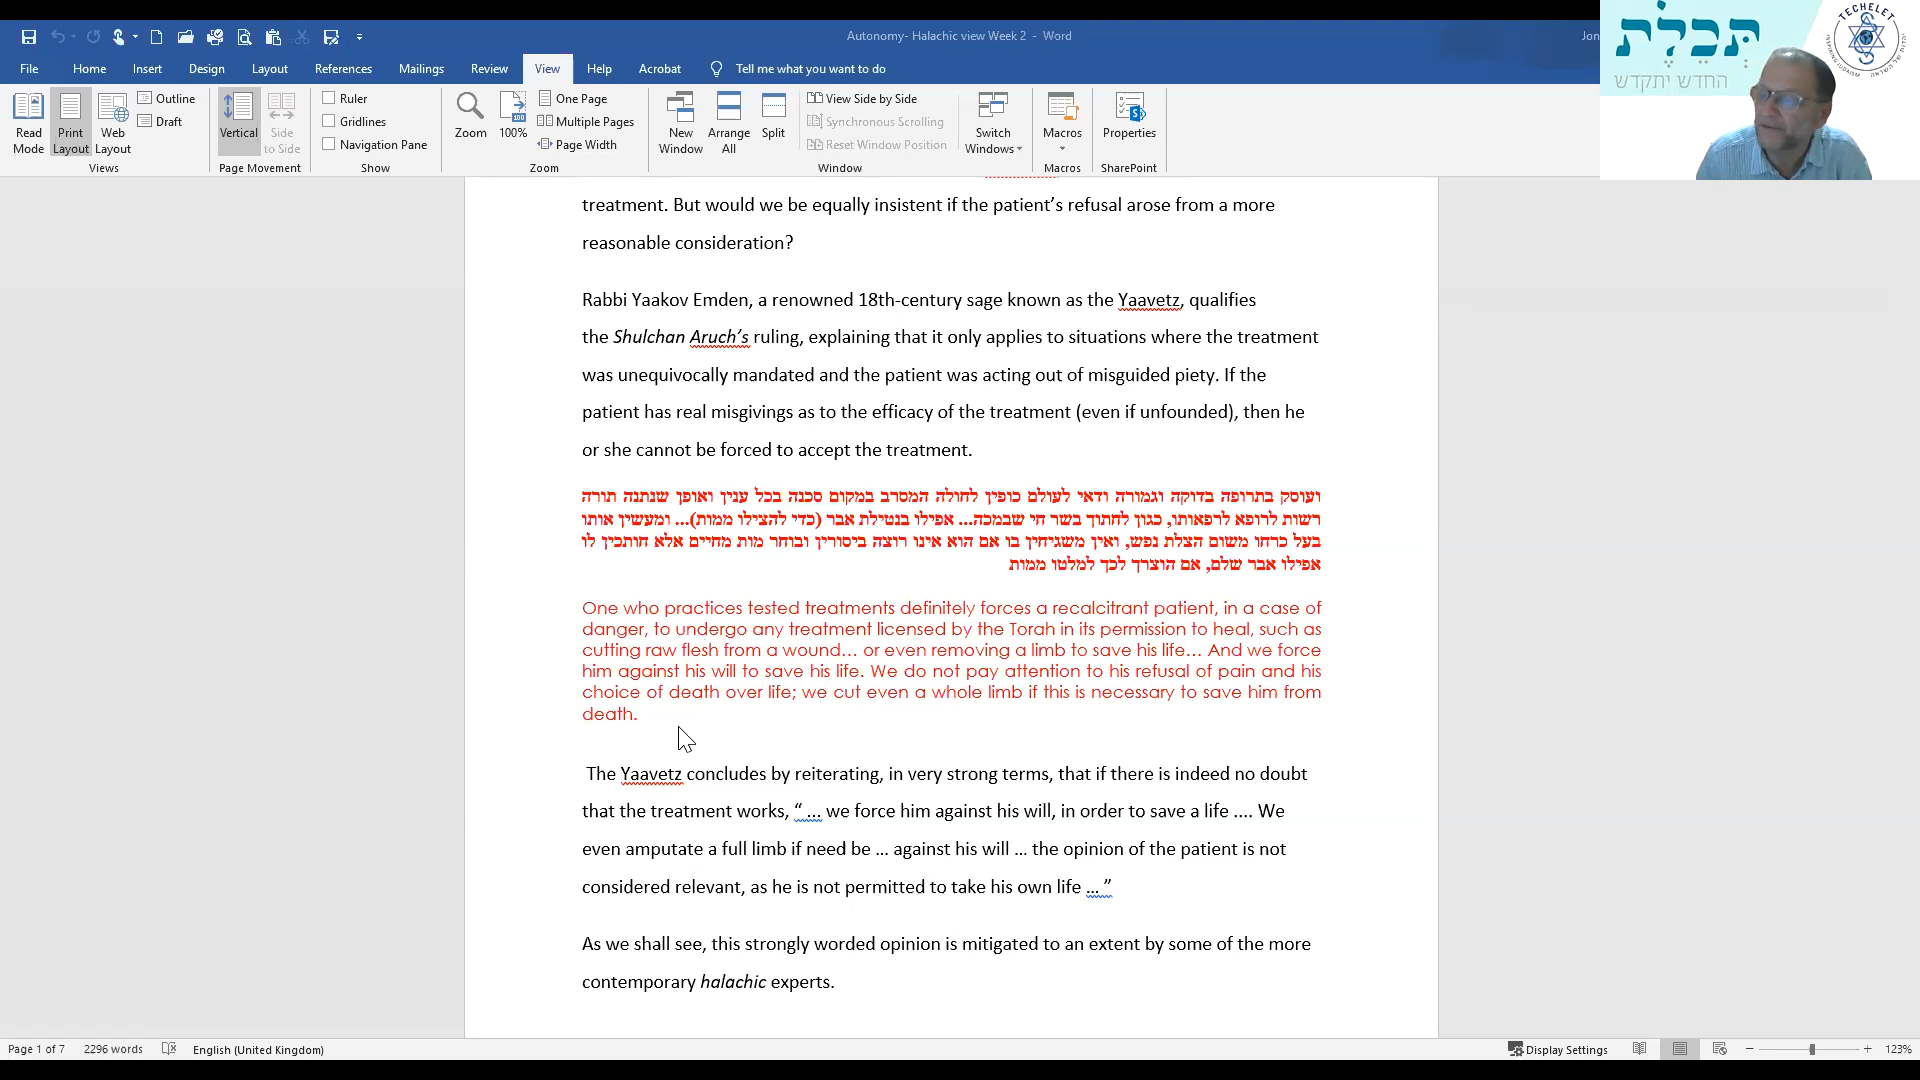 Autonomy- Halachic view Week 2 - Word
Jon
File Home Insert Design Layout References Mailings Review View Help Acrobat Tell me what you want to do
Read Mode
Print Layout
Web Layout
Outline
Draft
Views
Vertical
Side to Side
Page Movement
Ruler
Gridlines
Navigation Pane
Show
Zoom
100%
One Page
Multiple Pages
Page Width
Zoom
New Window
Arrange All
Split
View Side by Side
Synchronous Scrolling
Reset Window Position
Window
Switch Windows
Macros
Macros
Properties
SharePoint
תְּכֵלֶת
החדש יתקדש
TECHELET
INSPIRING JUDAISM
treatment. But would we be equally insistent if the patient’s refusal arose from a more
reasonable consideration?
Rabbi Yaakov Emden, a renowned 18th-century sage known as the Yaavetz, qualifies
the Shulchan Aruch’s ruling, explaining that it only applies to situations where the treatment
was unequivocally mandated and the patient was acting out of misguided piety. If the
patient has real misgivings as to the efficacy of the treatment (even if unfounded), then he
or she cannot be forced to accept the treatment.
ועוסק בתרופה בדוקה וגמורה ודאי לעולם כופין לחולה המסרב במקום סכנה בכל ענין ואופן שנתנה תורה
רשות לרופא לרפאותו, כגון לחתוך בשר חי שבמכה... אפילו בנטילת אבר (כדי להצילו ממות)... ומעשין אותו
בעל כרחו משום הצלת נפש, ואין משגיחין בו אם הוא אינו רוצה ביסורין ובוחר מות מחיים אלא חותכין לו
אפילו אבר שלם, אם הוצרך לכך למלטו ממות
One who practices tested treatments definitely forces a recalcitrant patient, in a case of
danger, to undergo any treatment licensed by the Torah in its permission to heal, such as
cutting raw flesh from a wound… or even removing a limb to save his life… And we force
him against his will to save his life. We do not pay attention to his refusal of pain and his
choice of death over life; we cut even a whole limb if this is necessary to save him from
death.
The Yaavetz concludes by reiterating, in very strong terms, that if there is indeed no doubt
that the treatment works, “ … we force him against his will, in order to save a life .... We
even amputate a full limb if need be … against his will … the opinion of the patient is not
considered relevant, as he is not permitted to take his own life … ”
As we shall see, this strongly worded opinion is mitigated to an extent by some of the more
contemporary halachic experts.
Page 1 of 7 2296 words English (United Kingdom) Display Settings 123%